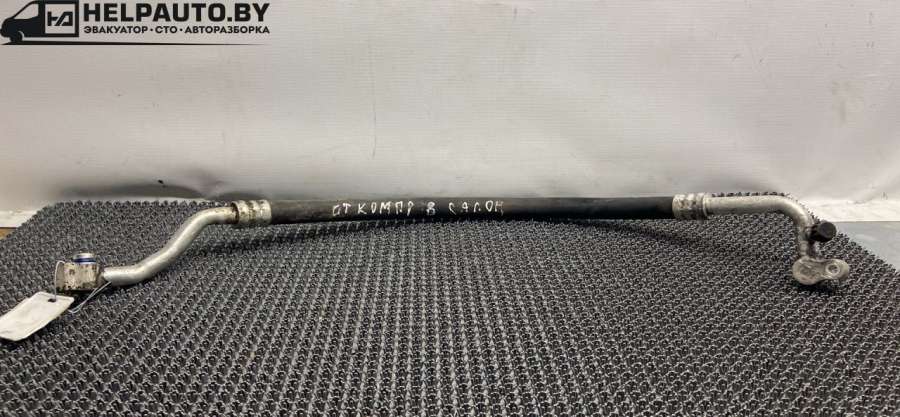 HELPAUTO.BY
ЭВАКУАТОР • СТО • АВТОРАЗБОРКА
ОТ КОМПР В САЛОН